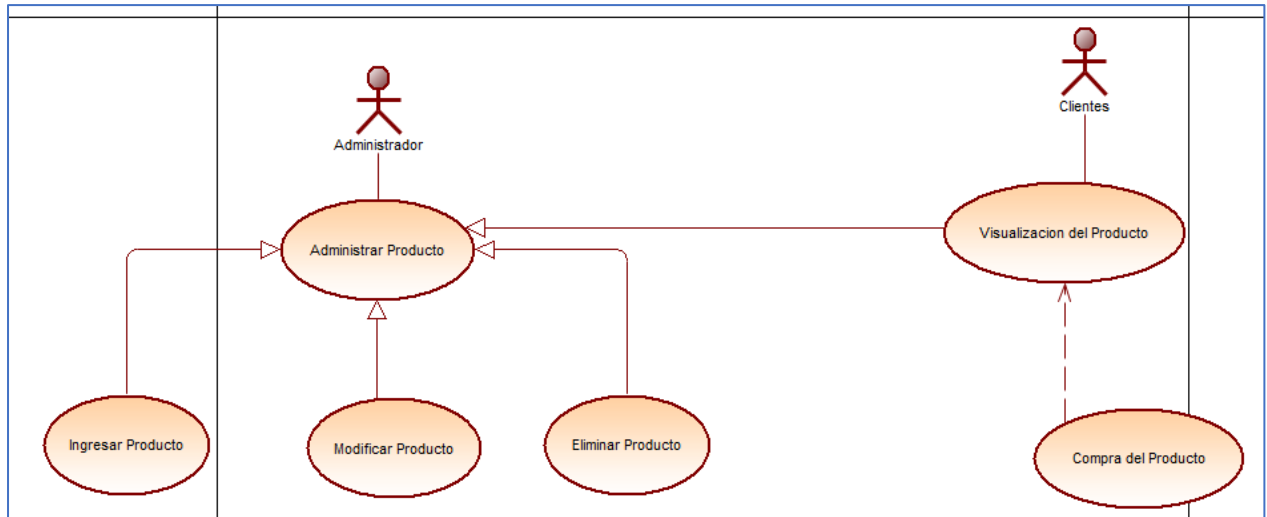 Clientes
Administrador
Administrar Producto
Visualizacion del Producto
Ingresar Producto
Modificar Producto
Eliminar Producto
Compra del Producto